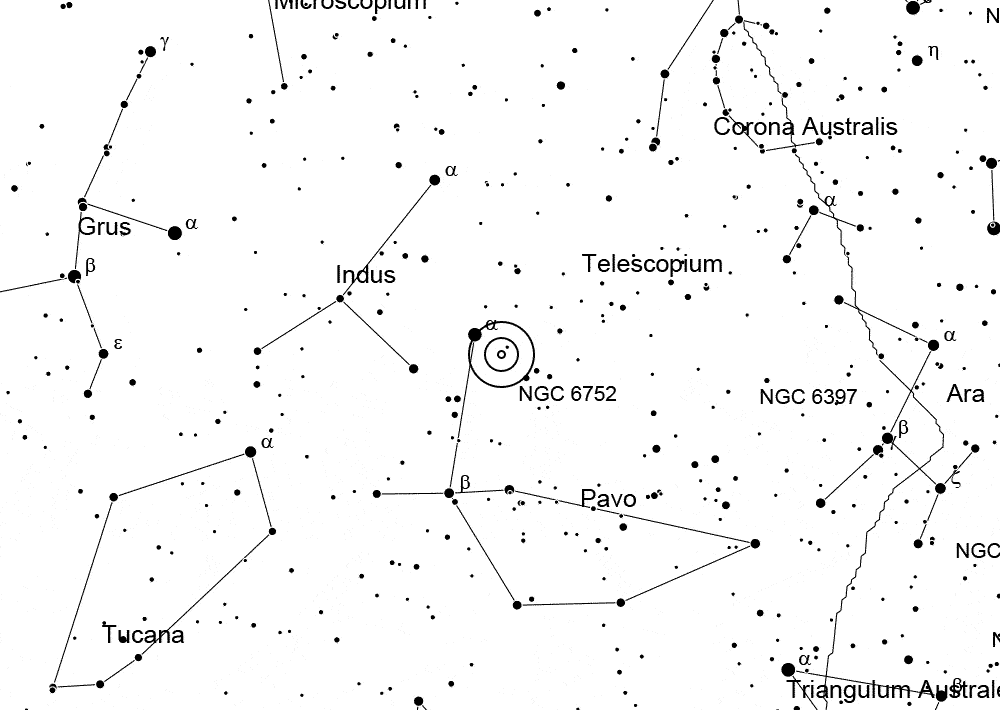 Microscopium
γ
N
η
Corona Australis
α
α
α
Grus
β
Telescopium
Indus
α
ε
α
NGC 6752
NGC 6397
Ara
β
α
β
ζ
Pavo
NGC
Tucana
N
α
β
Triangulum Australe